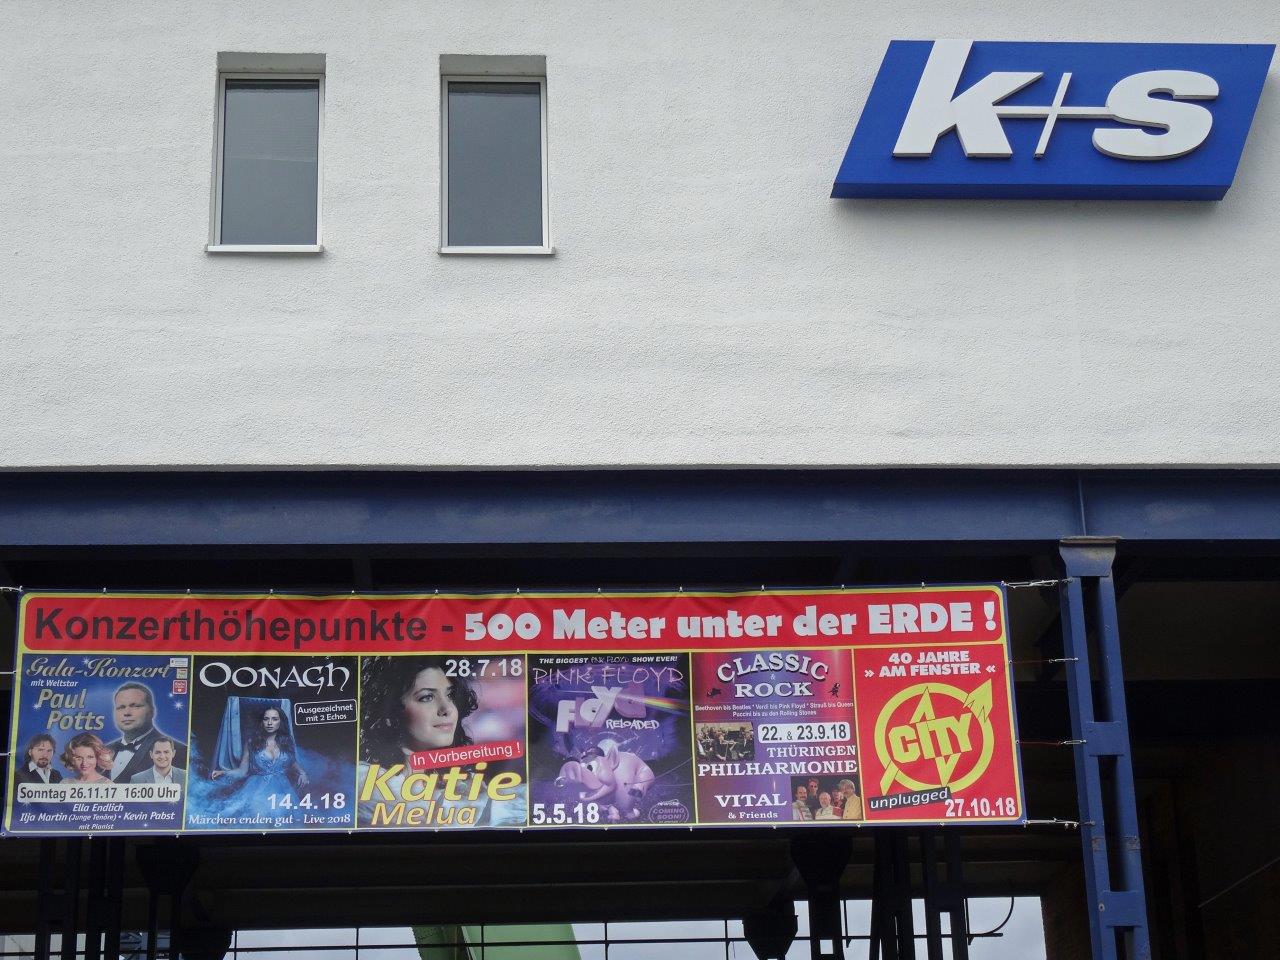 k+s
Konzerthöhepunkte - 500 Meter unter der ERDE !
Gala-Konzert
mit Weltstar
Paul
Potts
Sonntag 26.11.17 16:00 Uhr
Ella Endlich
Ilja Martin (Junge Tenöre) • Kevin Pabst
mit Pianist
OONAGH
Ausgezeichnet
mit 2 Echos
14.4.18
Märchen enden gut - Live 2018
28.7.18
In Vorbereitung !
Katie
Melua
THE BIGGEST PINK FLOYD SHOW EVER!
PINK FLOYD
RELOADED
5.5.18
COMING
SOON!
CLASSIC
& ROCK
Beethoven bis Beatles * Verdi bis Pink Floyd * Strauß bis Queen
Puccini bis zu den Rolling Stones
22. & 23.9.18
THÜRINGEN
PHILHARMONIE
VITAL
& Friends
40 JAHRE
» AM FENSTER «
CITY
unplugged
27.10.18